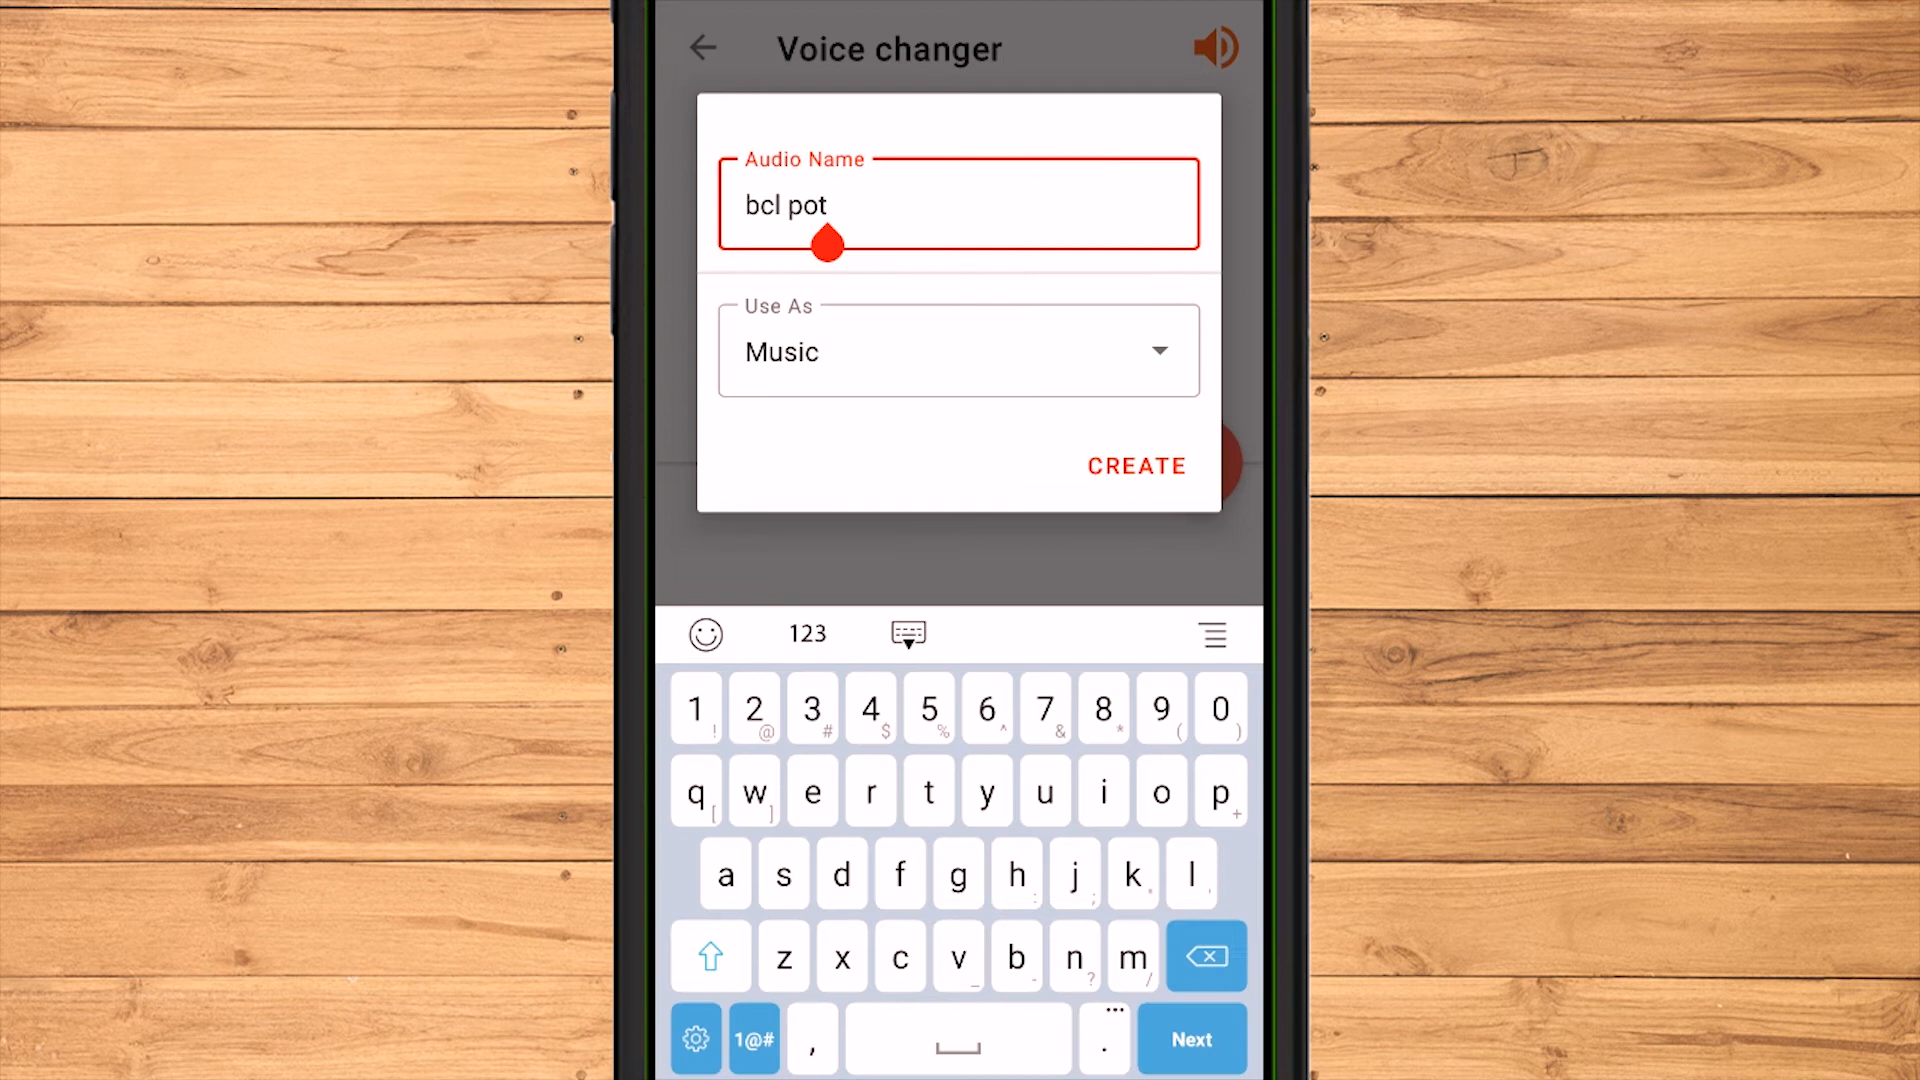 Voice changer
Audio Name
bcl pot
Use As
Music
CREATE
123
1 2 3 4 5 6 7 8 9 0
! @ # $ % ^ & * ( )
q w e r t y u i o p
[ ] +
a s d f g h j k l
: ;
z x c v b n m
_ - ? /
1@# , . Next